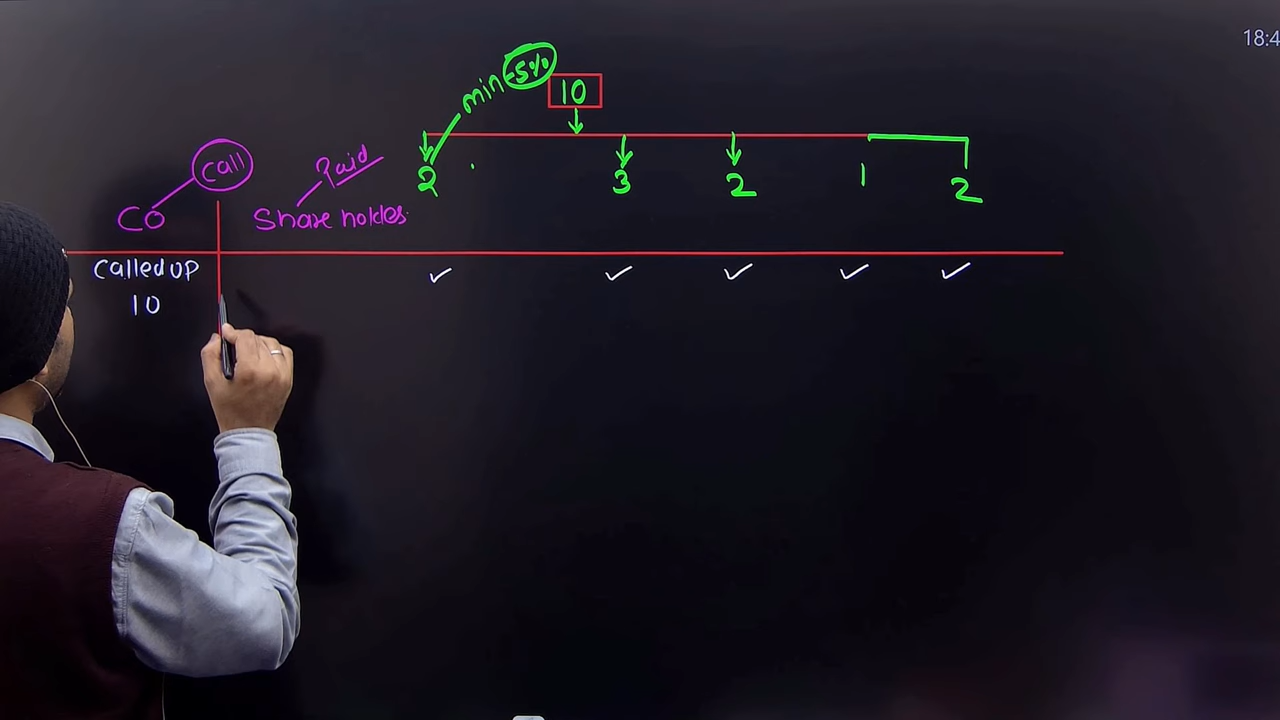 18:4
min-5%
10
call
Paid
2 3 2 1 2
CO
Share holdes.
Called up
10